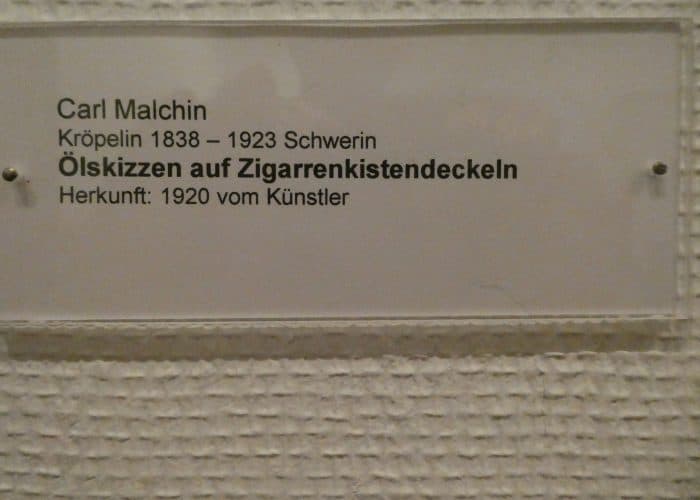 Carl Malchin
Kröpelin 1838 – 1923 Schwerin
Ölskizzen auf Zigarrenkistendeckeln
Herkunft: 1920 vom Künstler